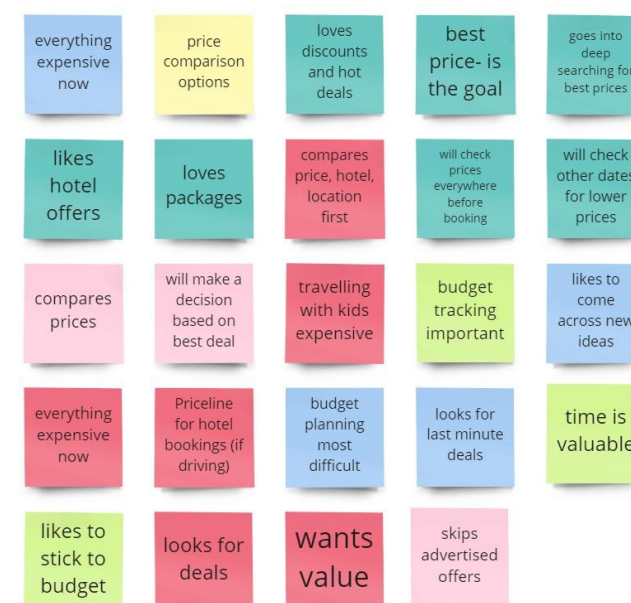 everything
expensive
now
price
comparison
options
loves
discounts
and hot
deals
best
price- is
the goal
goes into
deep
searching for
best prices
likes
hotel
offers
loves
packages
compares
price, hotel,
location
first
will check
prices
everywhere
before
booking
will check
other dates
for lower
prices
compares
prices
will make a
decision
based on
best deal
travelling
with kids
expensive
budget
tracking
important
likes to
come
across new
ideas
everything
expensive
now
Priceline
for hotel
bookings (if
driving)
budget
planning
most
difficult
looks for
last minute
deals
time is
valuable
likes to
stick to
budget
looks for
deals
wants
value
skips
advertised
offers